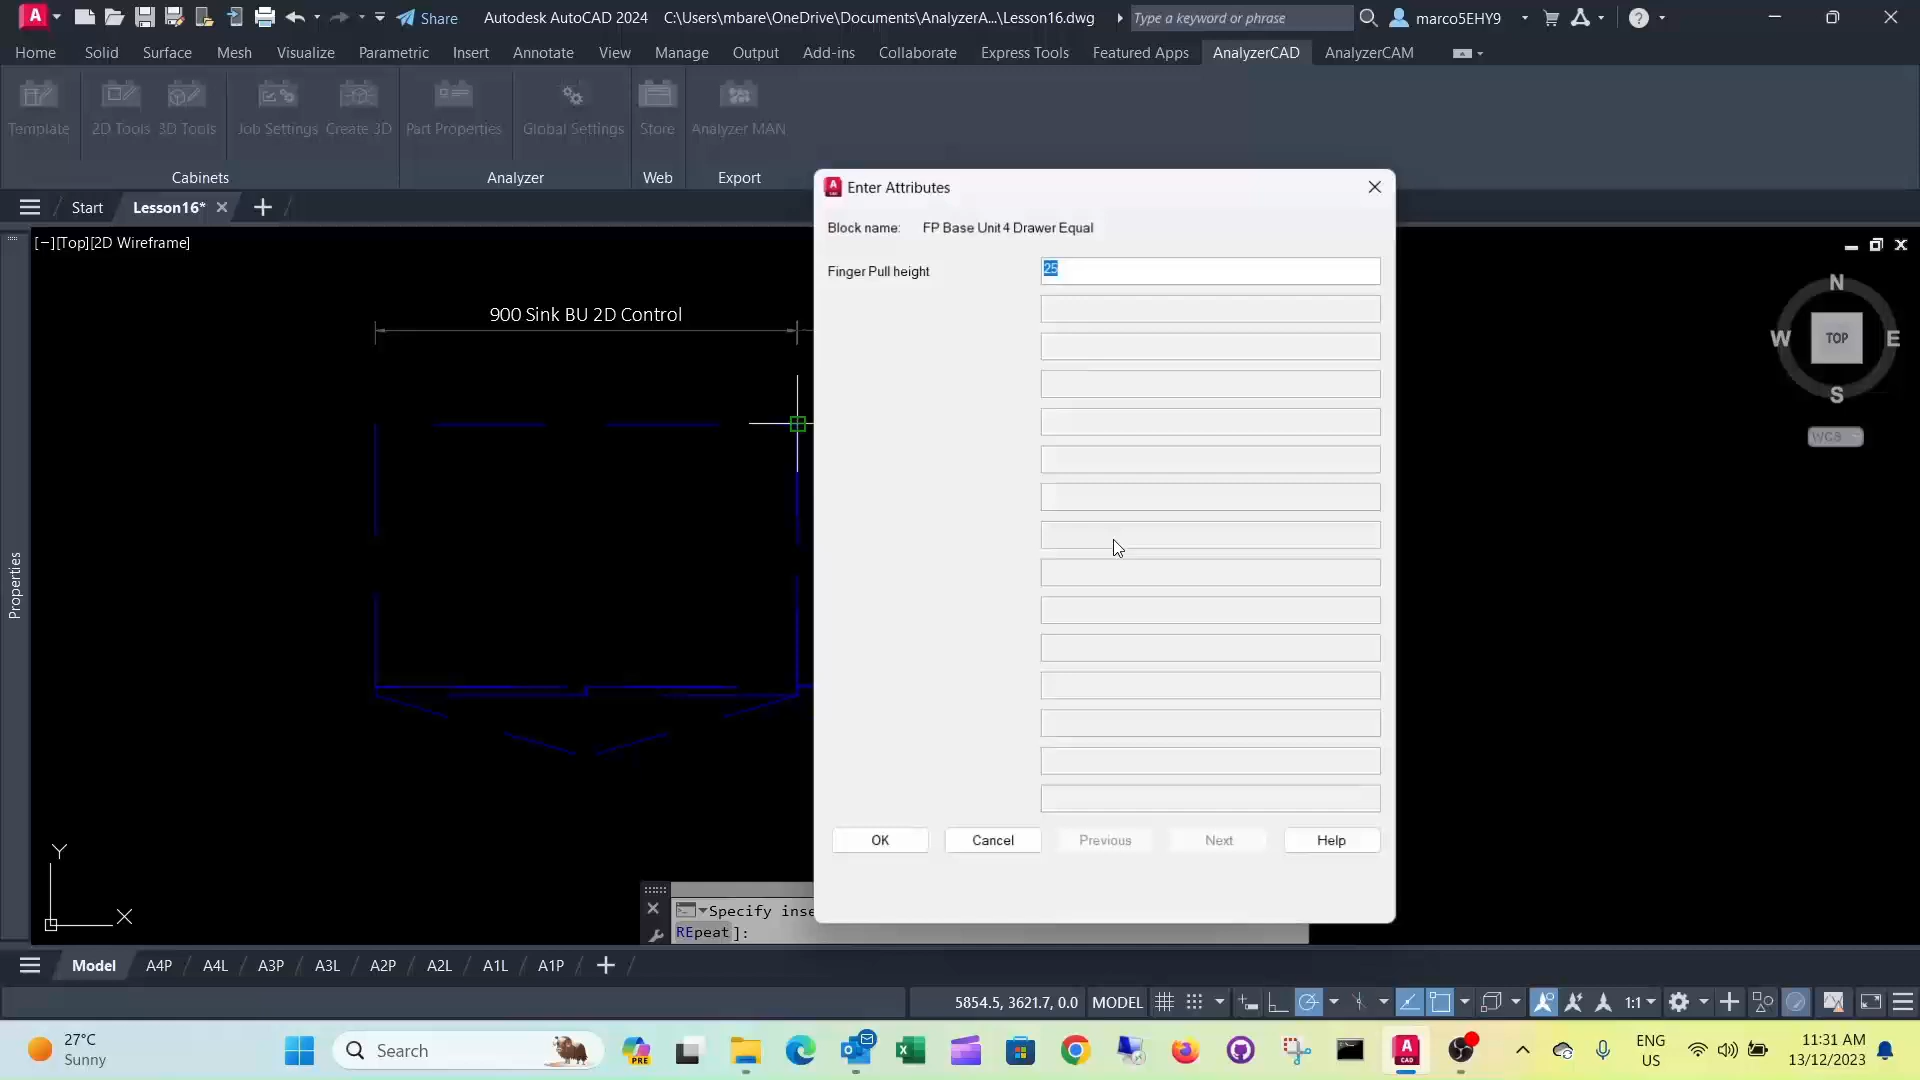 Share
Autodesk AutoCAD 2024
C:\Users\mbare\OneDrive\Documents\AnalyzerA...\Lesson16.dwg
Type a keyword or phrase
marco5EHY9
Home Solid Surface Mesh Visualize Parametric Insert Annotate View Manage Output Add-ins Collaborate Express Tools Featured Apps AnalyzerCAD AnalyzerCAM
Template 2D Tools 3D Tools Job Settings Create 3D Part Properties Global Settings Store Analyzer MAN
Cabinets Analyzer Web Export
Start Lesson16*
[−][Top][2D Wireframe]
Enter Attributes
Block name: FP Base Unit 4 Drawer Equal
Finger Pull height 25
900 Sink BU 2D Control
N
W TOP E
S
WCS
Properties
OK Cancel Previous Next Help
Y
X
Specify inse
REpeat]:
Model A4P A4L A3P A3L A2P A2L A1L A1P
5854.5, 3621.7, 0.0 MODEL 1:1
27°C
Sunny
Search
PRE
CAD
ENG
US
11:31 AM
13/12/2023